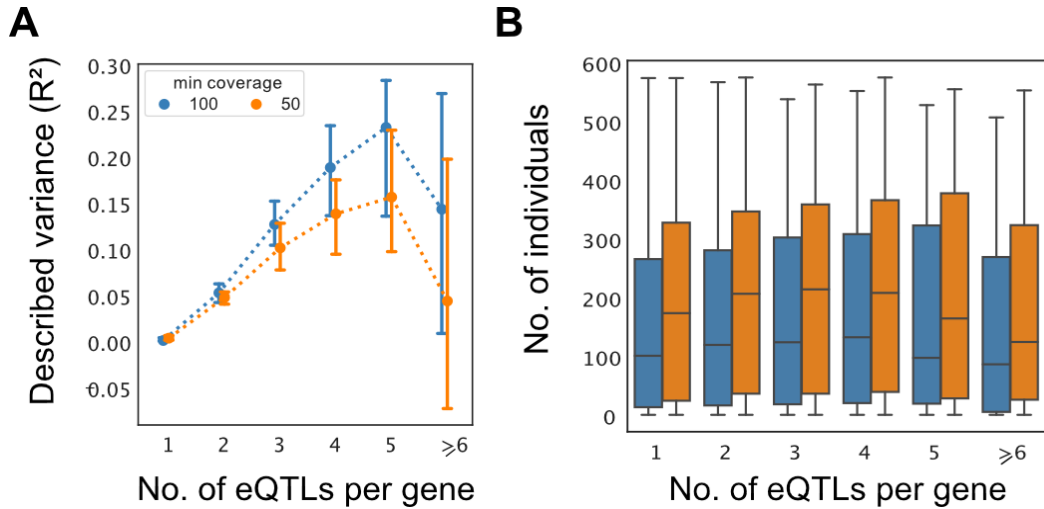 A
Described variance (R²)
0.30
0.25
0.20
0.15
0.10
0.05
0.00
-0.05
min coverage
100 50
1 2 3 4 5 ≥6
No. of eQTLs per gene
B
No. of individuals
600
500
400
300
200
100
0
1 2 3 4 5 ≥6
No. of eQTLs per gene